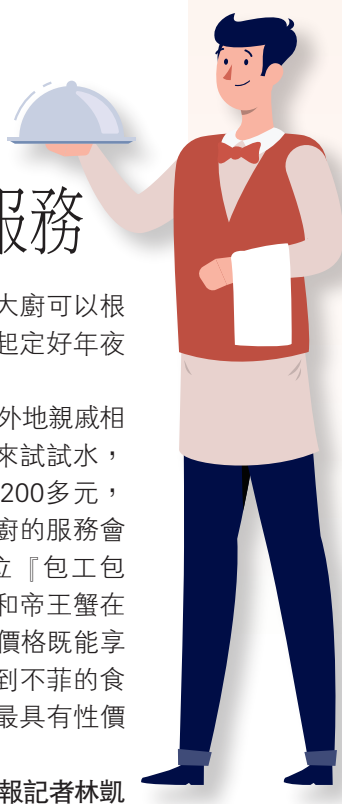 服務
大廚可以根
起定好年夜
外地親戚相
來試試水，
200多元，
廚的服務會
位『包工包
和帝王蟹在
價格既能享
到不菲的食
最具有性價
報記者林凱